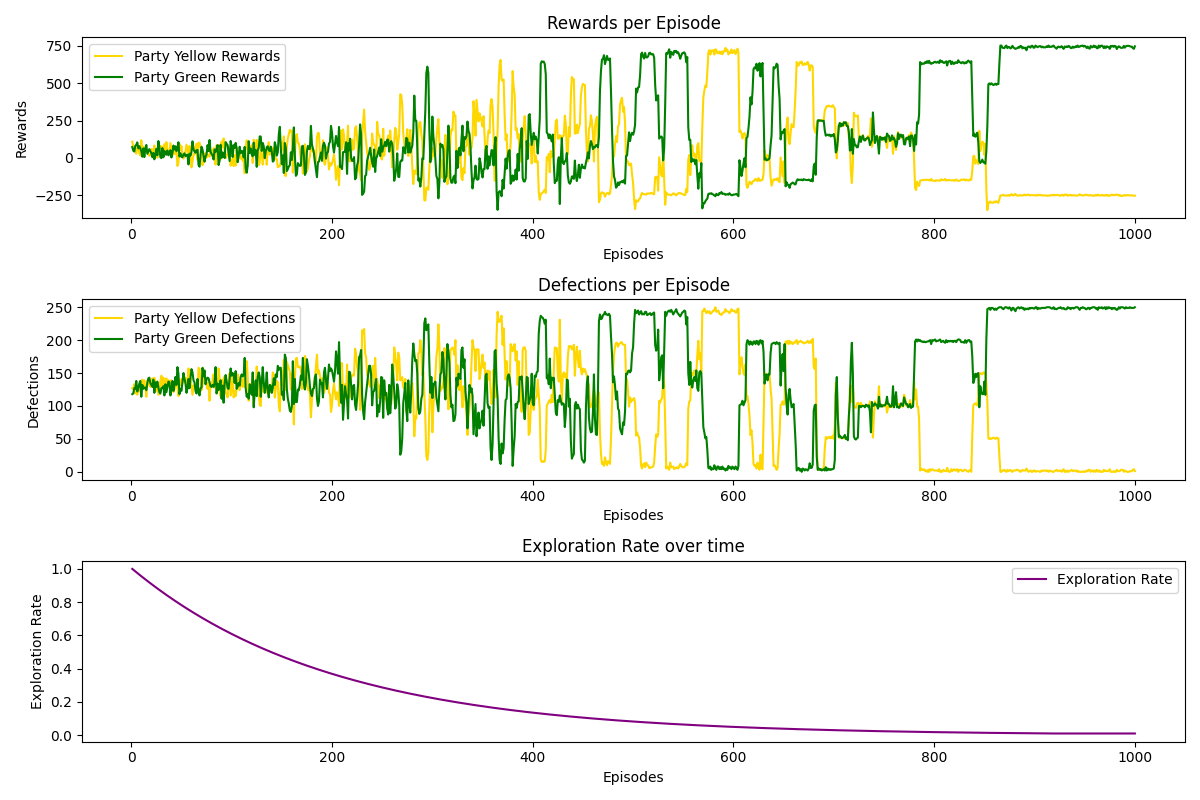 Rewards per Episode
750
500
250
0
−250
Rewards
Party Yellow Rewards
Party Green Rewards
0
200
400
600
800
1000
Episodes
Defections per Episode
250
200
150
100
50
0
Defections
Party Yellow Defections
Party Green Defections
0
200
400
600
800
1000
Episodes
Exploration Rate over time
1.0
0.8
0.6
0.4
0.2
0.0
Exploration Rate
Exploration Rate
0
200
400
600
800
1000
Episodes